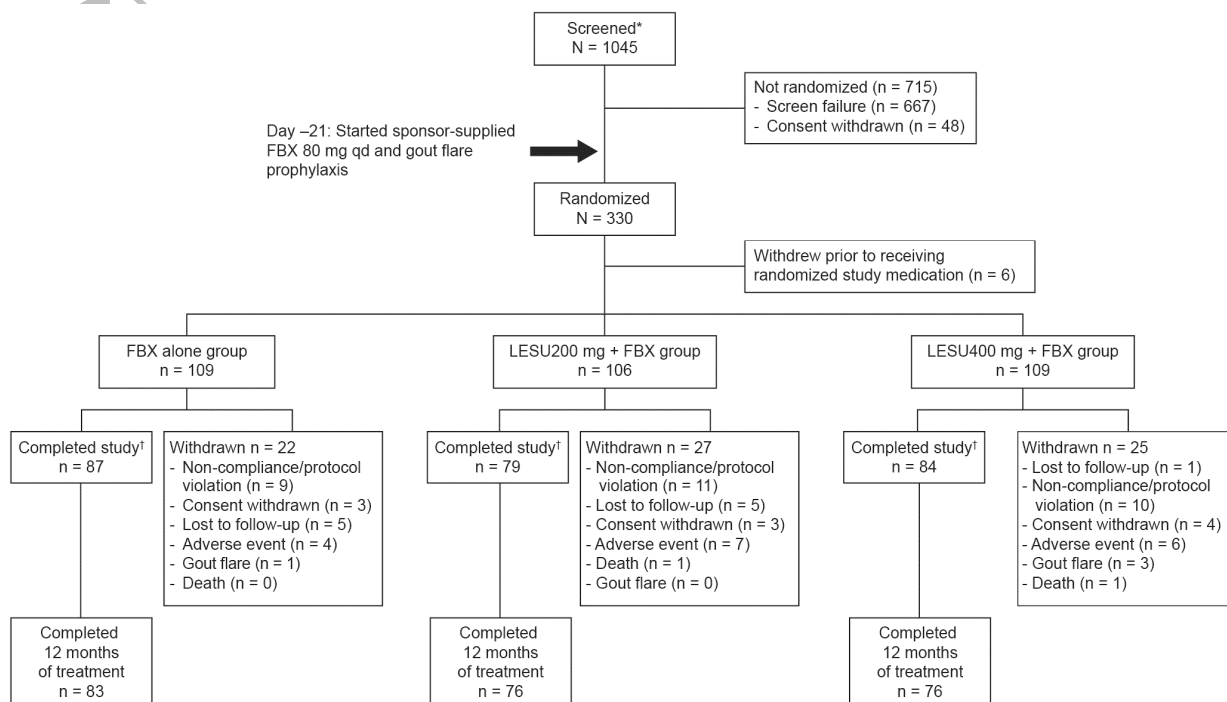 Screened*
N = 1045
Not randomized (n = 715)
- Screen failure (n = 667)
- Consent withdrawn (n = 48)
Day –21: Started sponsor-supplied
FBX 80 mg qd and gout flare
prophylaxis
Randomized
N = 330
Withdrew prior to receiving
randomized study medication (n = 6)
FBX alone group
n = 109
LESU200 mg + FBX group
n = 106
LESU400 mg + FBX group
n = 109
Completed study†
n = 87
Withdrawn n = 22
- Non-compliance/protocol
violation (n = 9)
- Consent withdrawn (n = 3)
- Lost to follow-up (n = 5)
- Adverse event (n = 4)
- Gout flare (n = 1)
- Death (n = 0)
Completed study†
n = 79
Withdrawn n = 27
- Non-compliance/protocol
violation (n = 11)
- Lost to follow-up (n = 5)
- Consent withdrawn (n = 3)
- Adverse event (n = 7)
- Death (n = 1)
- Gout flare (n = 0)
Completed study†
n = 84
Withdrawn n = 25
- Lost to follow-up (n = 1)
- Non-compliance/protocol
violation (n = 10)
- Consent withdrawn (n = 4)
- Adverse event (n = 6)
- Gout flare (n = 3)
- Death (n = 1)
Completed
12 months
of treatment
n = 83
Completed
12 months
of treatment
n = 76
Completed
12 months
of treatment
n = 76